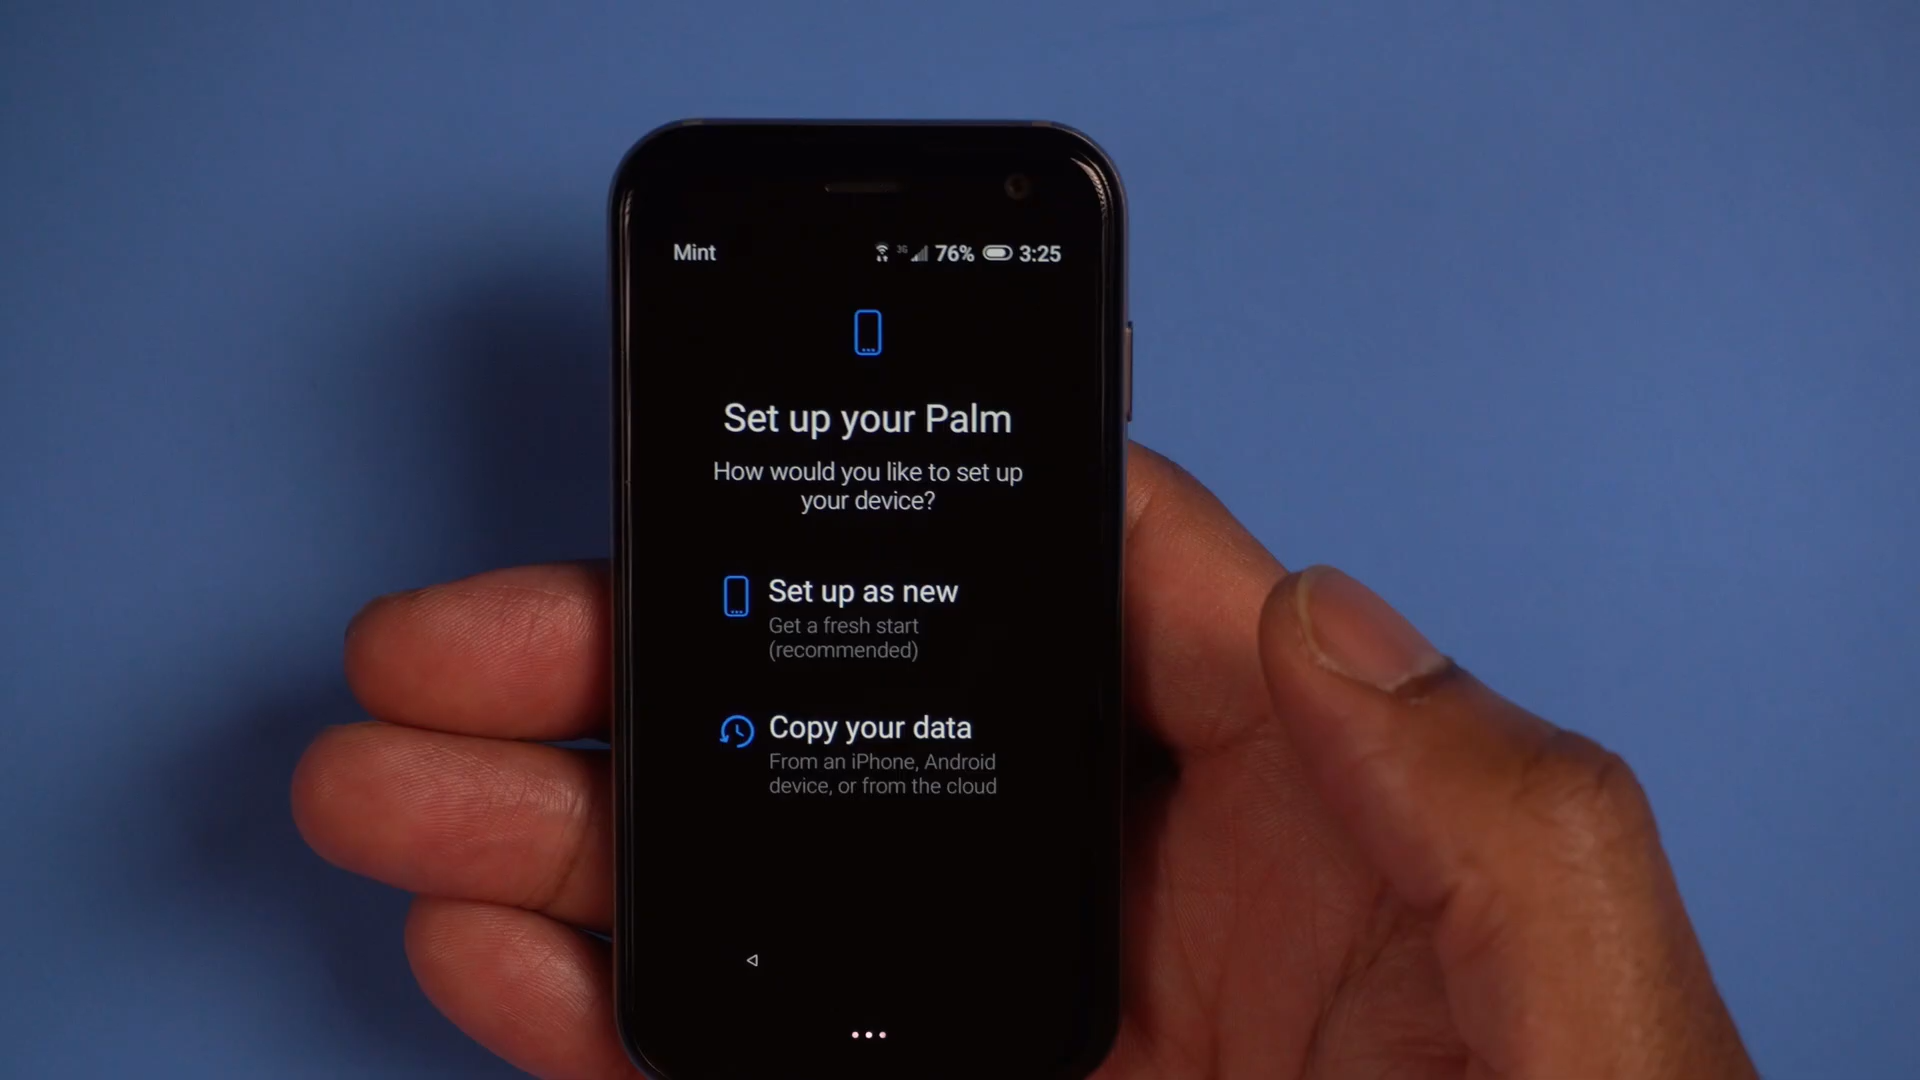 Mint 3G 76% 3:25
Set up your Palm
How would you like to set up
your device?
Set up as new
Get a fresh start
(recommended)
Copy your data
From an iPhone, Android
device, or from the cloud